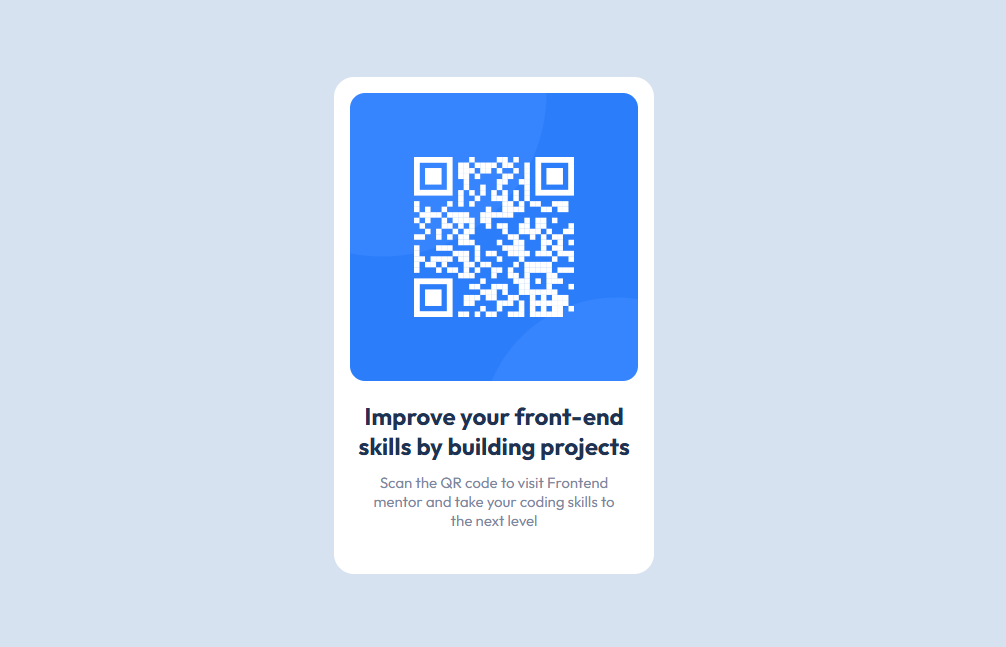 Improve your front-end
skills by building projects
Scan the QR code to visit Frontend
mentor and take your coding skills to
the next level